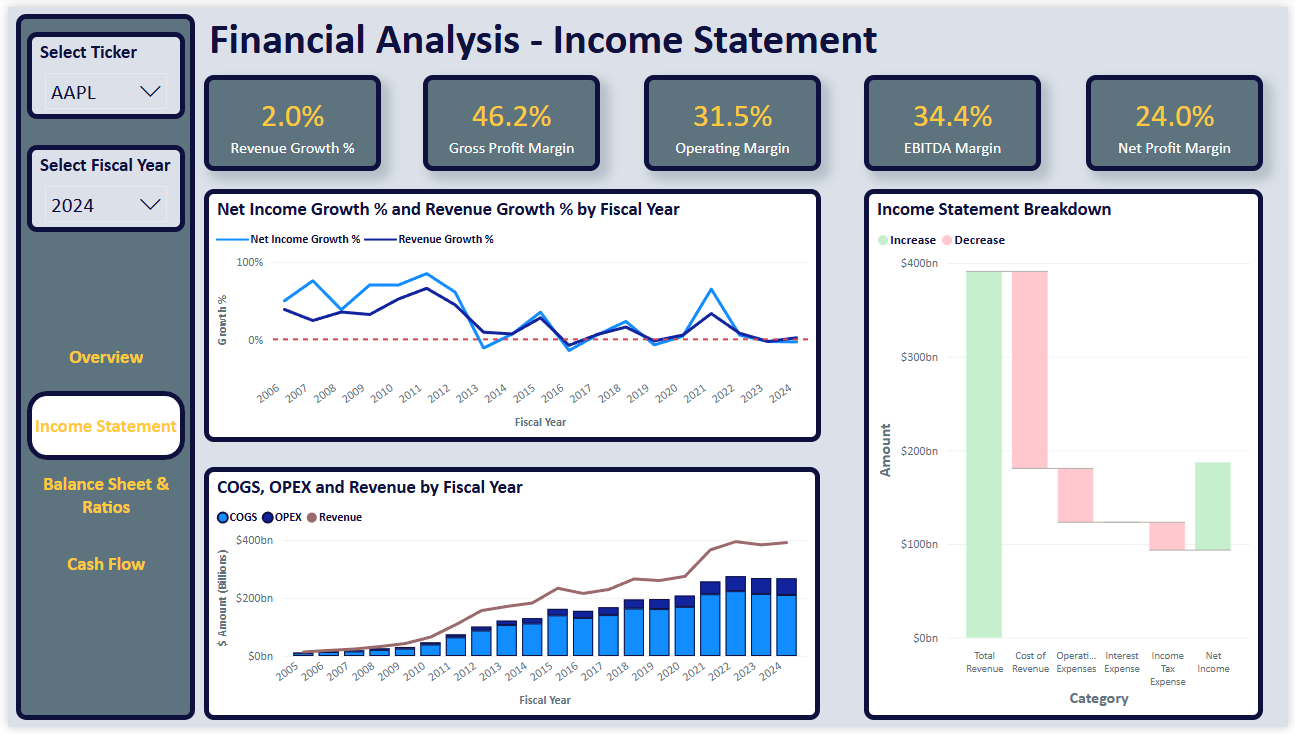 Select Ticker
AAPL
Select Fiscal Year
2024
Overview
Income Statement
Balance Sheet &
Ratios
Cash Flow
Financial Analysis - Income Statement
2.0%
Revenue Growth %
46.2%
Gross Profit Margin
31.5%
Operating Margin
34.4%
EBITDA Margin
24.0%
Net Profit Margin
Net Income Growth % and Revenue Growth % by Fiscal Year
Net Income Growth % Revenue Growth %
Growth %
100%
0%
2006 2007 2008 2009 2010 2011 2012 2013 2014 2015 2016 2017 2018 2019 2020 2021 2022 2023 2024
Fiscal Year
COGS, OPEX and Revenue by Fiscal Year
COGS OPEX Revenue
$ Amount (Billions)
$400bn
$200bn
$0bn
2005 2006 2007 2008 2009 2010 2011 2012 2013 2014 2015 2016 2017 2018 2019 2020 2021 2022 2023 2024
Fiscal Year
Income Statement Breakdown
Increase Decrease
Amount
$400bn
$300bn
$200bn
$100bn
$0bn
Total
Revenue
Cost of
Revenue
Operati...
Expenses
Interest
Expense
Income
Tax
Expense
Net
Income
Category